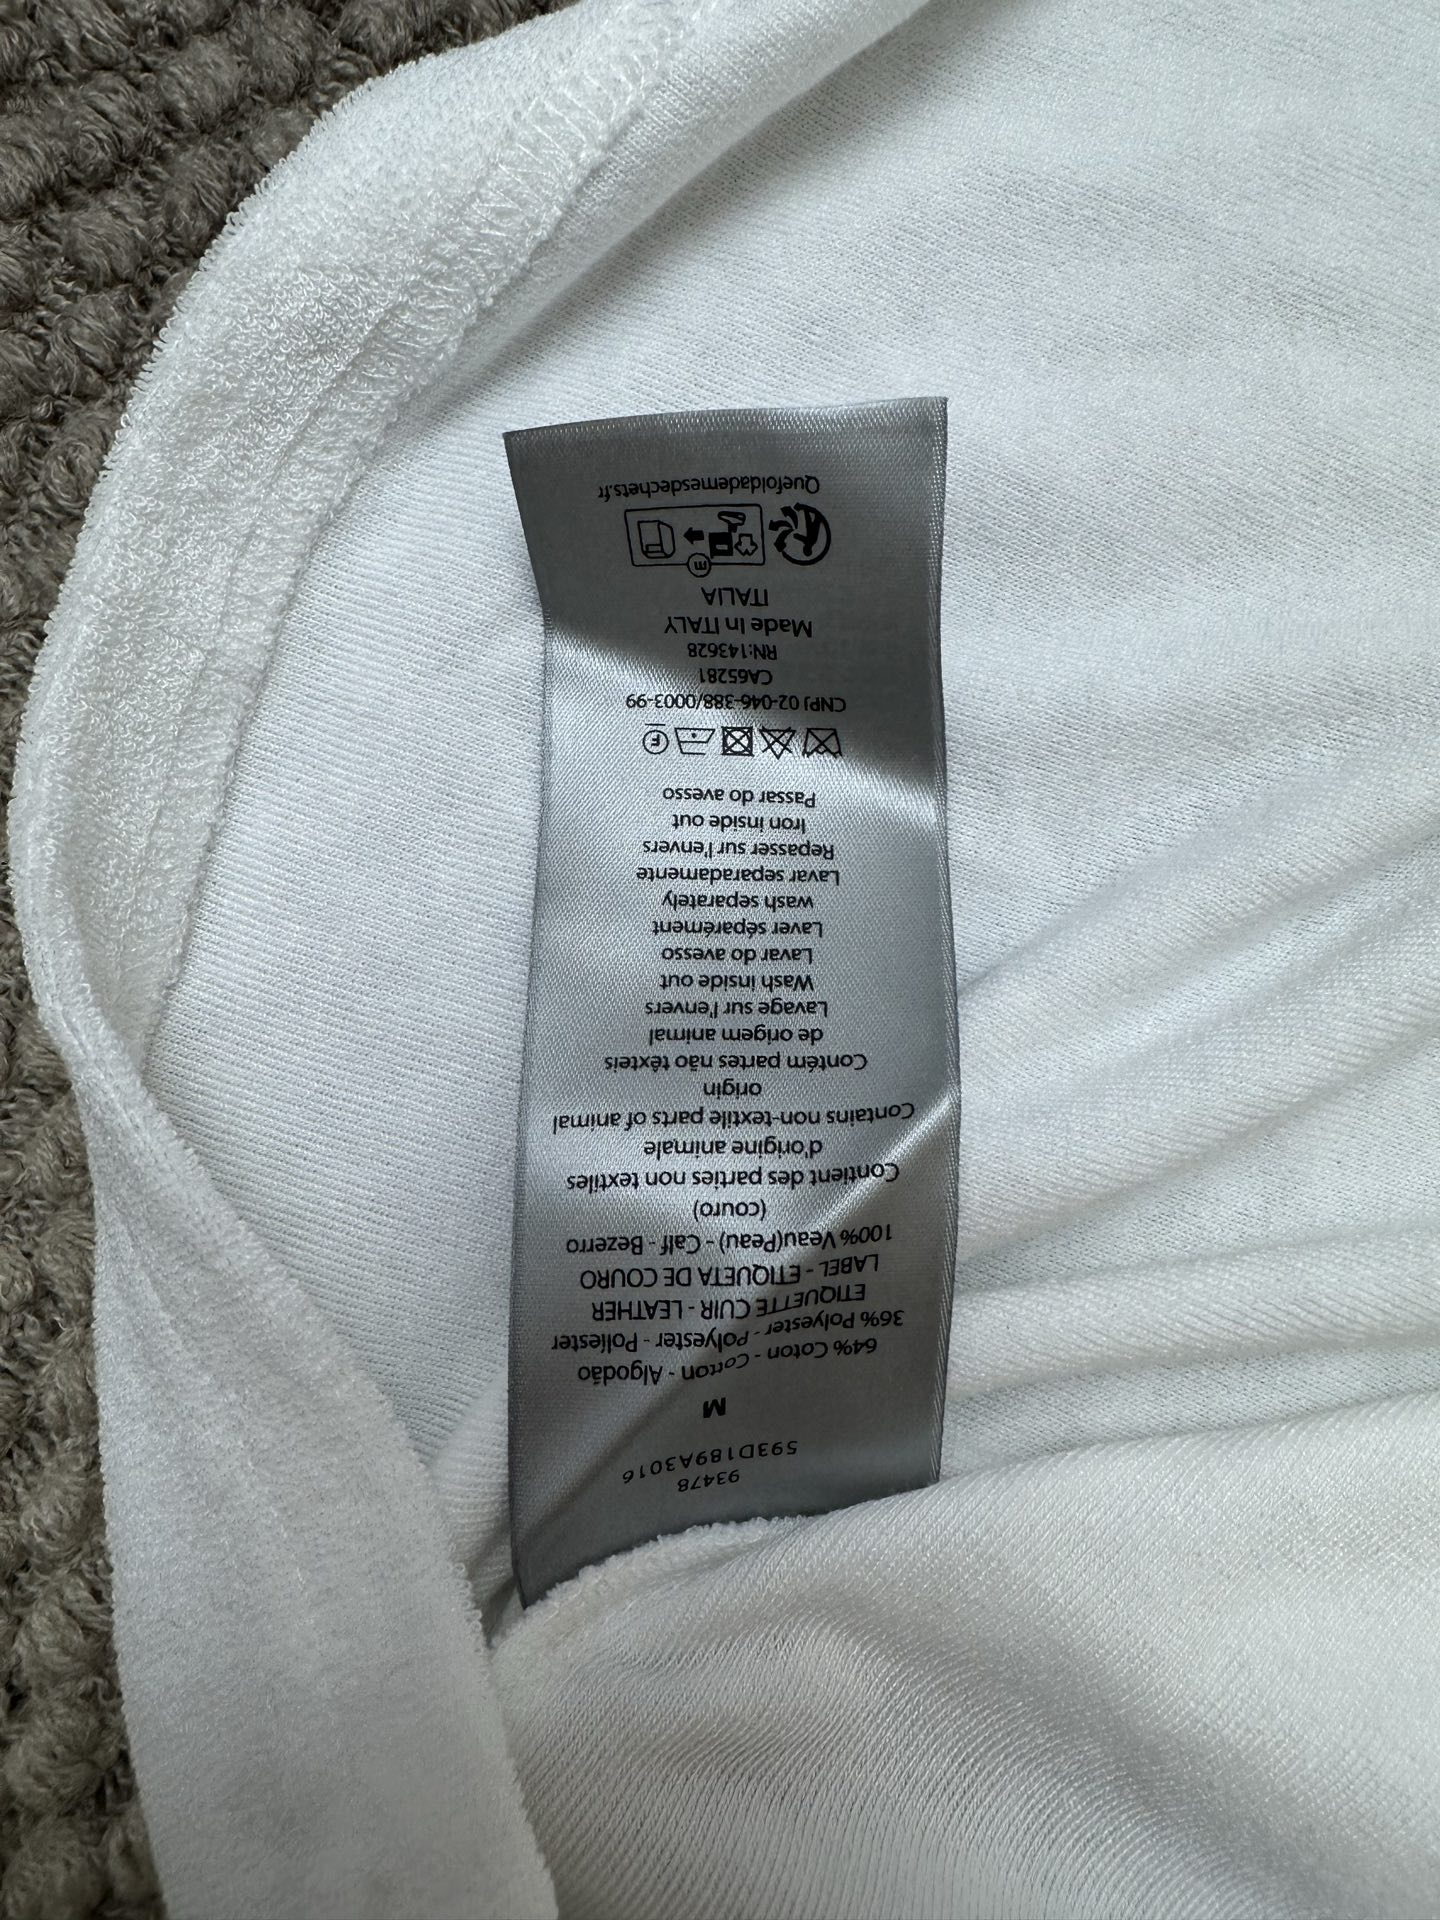 93478
593D189A3016
M
64% Coton - Cotton - Algodão
36% Polyester - Polyester - Poliéster
ETIQUETTE CUIR - LEATHER
LABEL - ETIQUETA DE COURO
100% Veau(Peau) - Calf - Bezerro
(couro)
Contient des parties non textiles
d'origine animale
Contains non-textile parts of animal
origin
Contém partes não têxteis
de origem animal
Lavage sur l'envers
Wash inside out
Lavar do avesso
Laver séparément
wash separately
Lavar separadamente
Repasser sur l'envers
Iron inside out
Passar do avesso
F
CNPJ 02-046-388/0003-99
CA65281
RN:143628
Made In ITALY
ITALIA
Quefoldademesdechets.fr